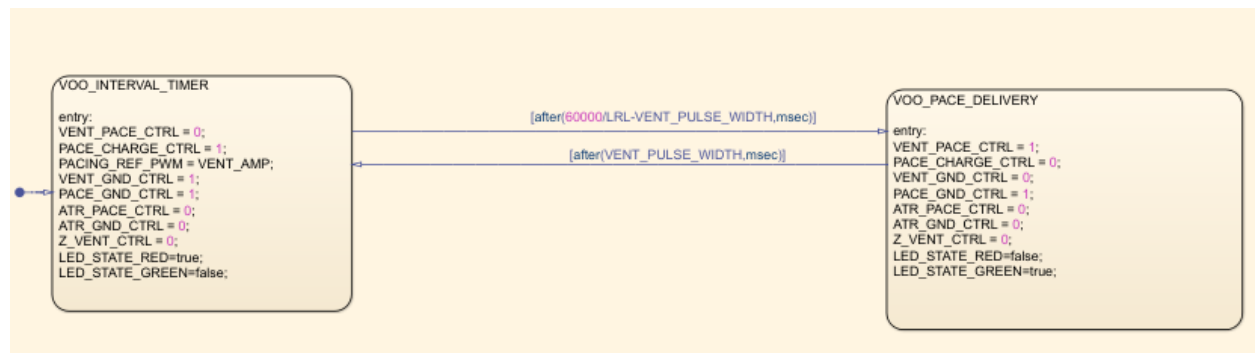 VOO_INTERVAL_TIMER
entry:
VENT_PACE_CTRL = 0;
PACE_CHARGE_CTRL = 1;
PACING_REF_PWM = VENT_AMP;
VENT_GND_CTRL = 1;
PACE_GND_CTRL = 1;
ATR_PACE_CTRL = 0;
ATR_GND_CTRL = 0;
Z_VENT_CTRL = 0;
LED_STATE_RED=true;
LED_STATE_GREEN=false;
[after(60000/LRL-VENT_PULSE_WIDTH,msec)]
[after(VENT_PULSE_WIDTH,msec)]
VOO_PACE_DELIVERY
entry:
VENT_PACE_CTRL = 1;
PACE_CHARGE_CTRL = 0;
VENT_GND_CTRL = 0;
PACE_GND_CTRL = 1;
ATR_PACE_CTRL = 0;
ATR_GND_CTRL = 0;
Z_VENT_CTRL = 0;
LED_STATE_RED=false;
LED_STATE_GREEN=true;